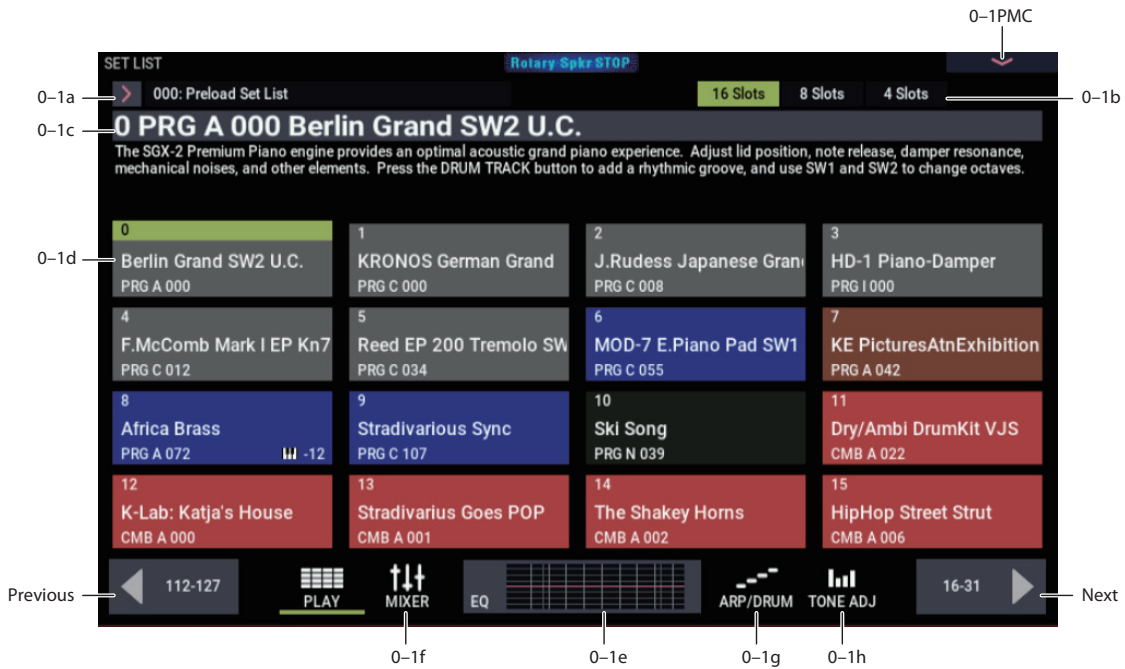 0–1PMC
SET LIST
Rotary Spkr STOP
0–1a
000: Preload Set List
16 Slots
8 Slots
4 Slots
0–1b
0–1c
0 PRG A 000 Berlin Grand SW2 U.C.
The SGX-2 Premium Piano engine provides an optimal acoustic grand piano experience. Adjust lid position, note release, damper resonance,
mechanical noises, and other elements. Press the DRUM TRACK button to add a rhythmic groove, and use SW1 and SW2 to change octaves.
0–1d
0
Berlin Grand SW2 U.C.
PRG A 000
1
KRONOS German Grand
PRG C 000
2
J.Rudess Japanese Gran
PRG C 008
3
HD-1 Piano-Damper
PRG I 000
4
F.McComb Mark I EP Kn7
PRG C 012
5
Reed EP 200 Tremolo SW
PRG C 034
6
MOD-7 E.Piano Pad SW1
PRG C 055
7
KE PicturesAtnExhibition
PRG A 042
8
Africa Brass
PRG A 072 -12
9
Stradivarious Sync
PRG C 107
10
Ski Song
PRG N 039
11
Dry/Ambi DrumKit VJS
CMB A 022
12
K-Lab: Katja's House
CMB A 000
13
Stradivarius Goes POP
CMB A 001
14
The Shakey Horns
CMB A 002
15
HipHop Street Strut
CMB A 006
Previous
112-127
PLAY
MIXER
EQ
ARP/DRUM
TONE ADJ
16-31
Next
0–1f
0–1e
0–1g
0–1h